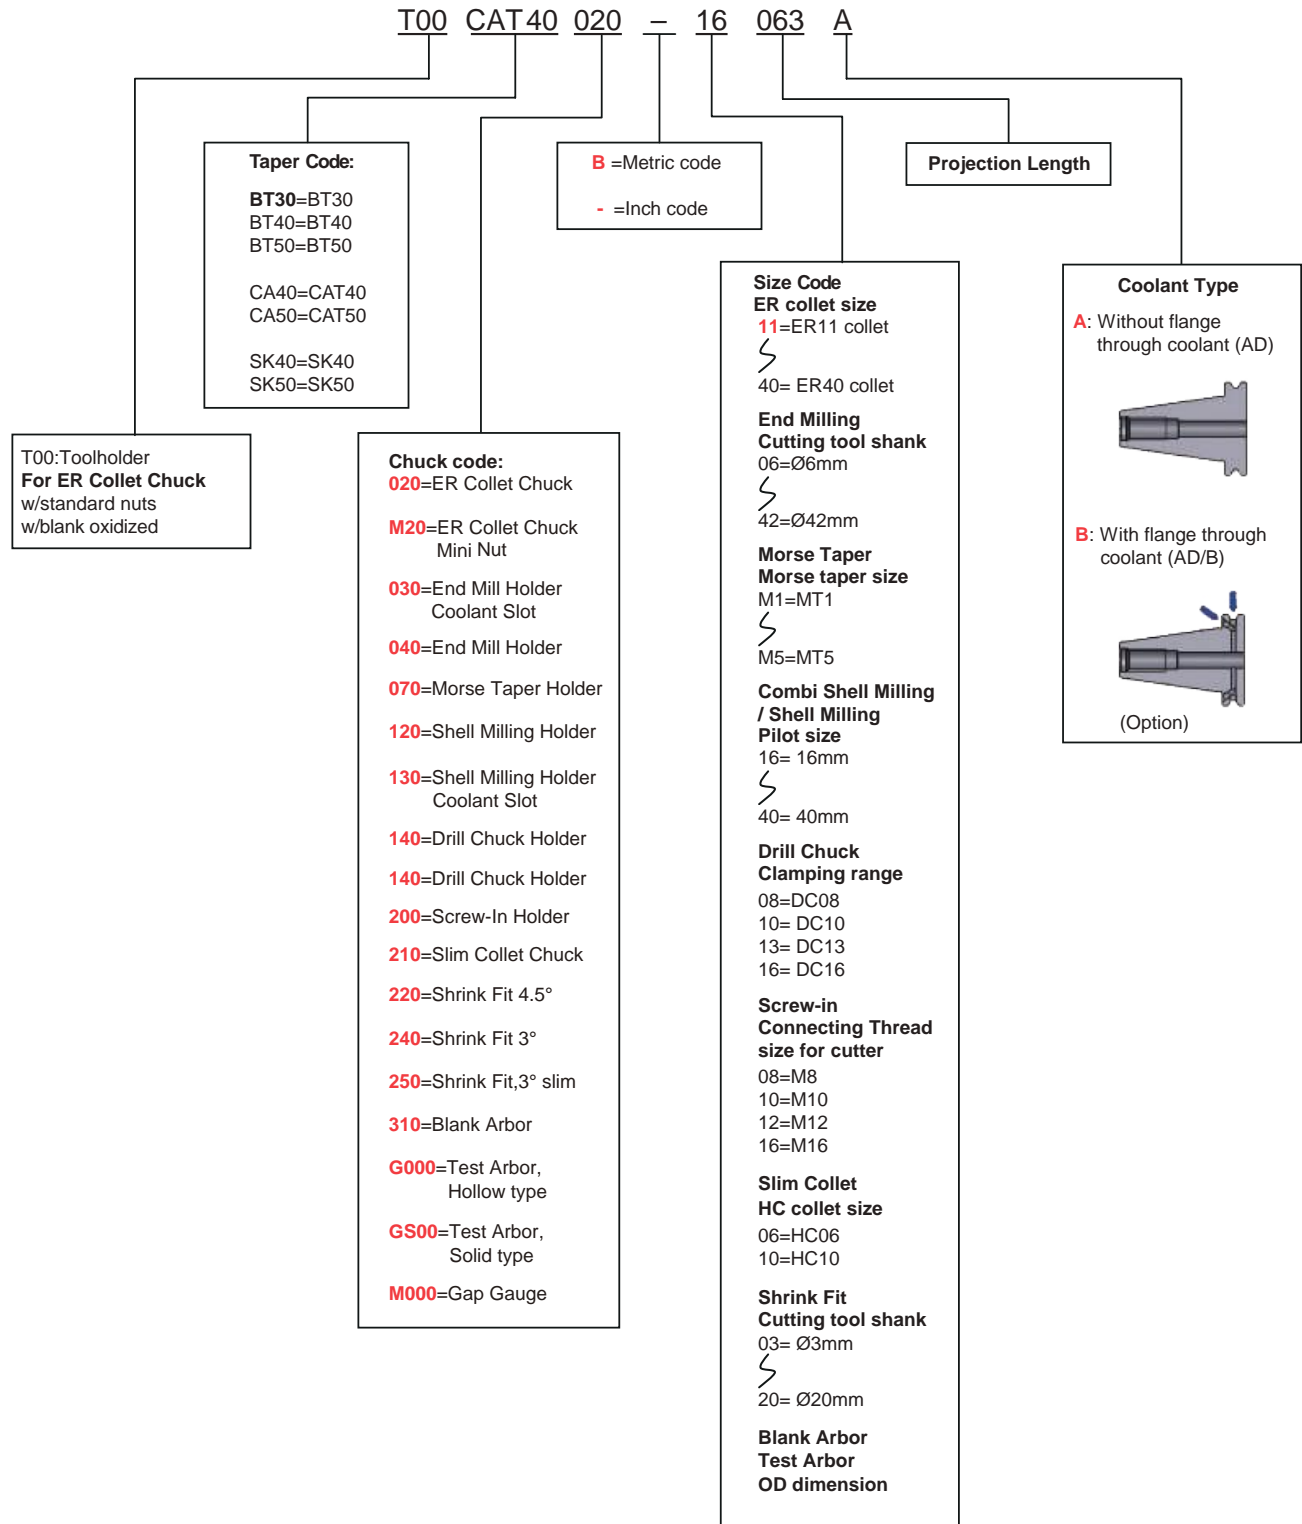 T00 CAT40 020 – 16 063 A
Taper Code:
BT30=BT30
BT40=BT40
BT50=BT50
CA40=CAT40
CA50=CAT50
SK40=SK40
SK50=SK50
B =Metric code
- =Inch code
Projection Length
T00:Toolholder
For ER Collet Chuck
w/standard nuts
w/blank oxidized
Chuck code:
020=ER Collet Chuck
M20=ER Collet Chuck
Mini Nut
030=End Mill Holder
Coolant Slot
040=End Mill Holder
070=Morse Taper Holder
120=Shell Milling Holder
130=Shell Milling Holder
Coolant Slot
140=Drill Chuck Holder
140=Drill Chuck Holder
200=Screw-In Holder
210=Slim Collet Chuck
220=Shrink Fit 4.5°
240=Shrink Fit 3°
250=Shrink Fit,3° slim
310=Blank Arbor
G000=Test Arbor,
Hollow type
GS00=Test Arbor,
Solid type
M000=Gap Gauge
Size Code
ER collet size
11=ER11 collet
40= ER40 collet
End Milling
Cutting tool shank
06=Ø6mm
42=Ø42mm
Morse Taper
Morse taper size
M1=MT1
M5=MT5
Combi Shell Milling
/ Shell Milling
Pilot size
16= 16mm
40= 40mm
Drill Chuck
Clamping range
08=DC08
10= DC10
13= DC13
16= DC16
Screw-in
Connecting Thread
size for cutter
08=M8
10=M10
12=M12
16=M16
Slim Collet
HC collet size
06=HC06
10=HC10
Shrink Fit
Cutting tool shank
03= Ø3mm
20= Ø20mm
Blank Arbor
Test Arbor
OD dimension
Coolant Type
A: Without flange
through coolant (AD)
B: With flange through
coolant (AD/B)
(Option)